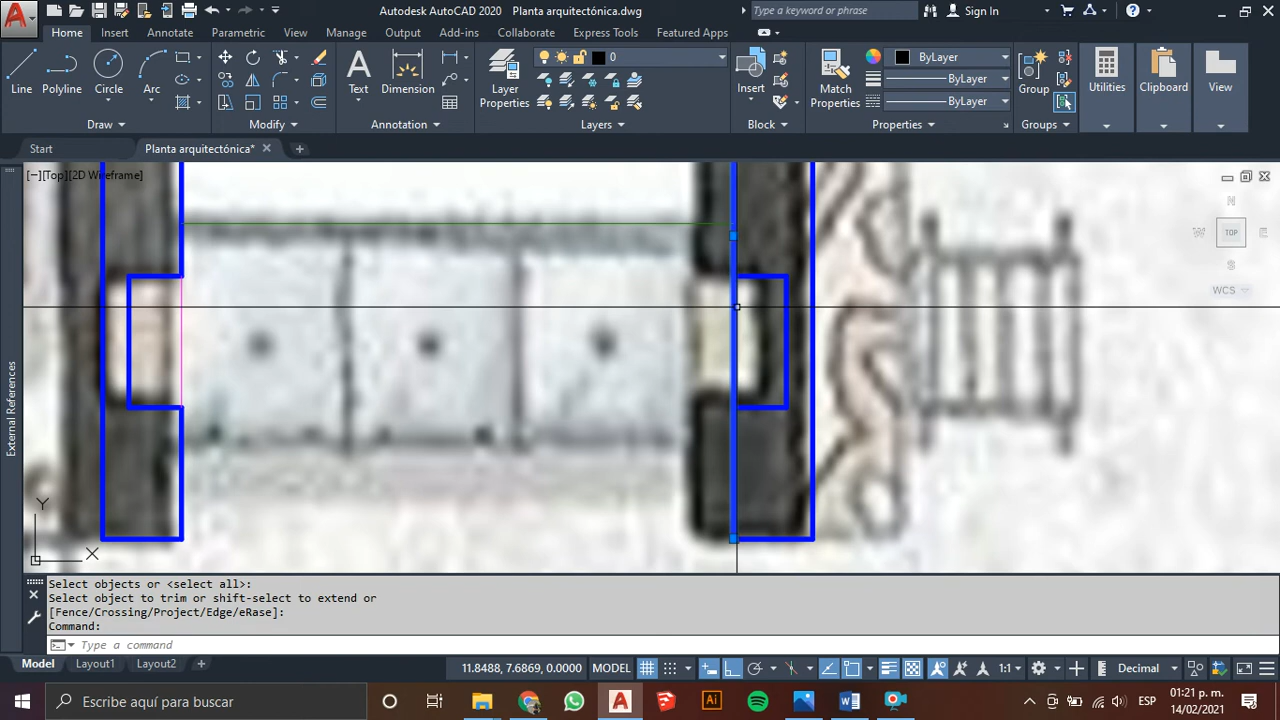 Autodesk AutoCAD 2020 Planta arquitectónica.dwg
Type a keyword or phrase
Sign In
Home Insert Annotate Parametric View Manage Output Add-ins Collaborate Express Tools Featured Apps
Line Polyline Circle Arc
Text Dimension
Layer Properties
0
Insert
Match Properties
ByLayer
ByLayer
ByLayer
Group
Utilities
Clipboard
View
Draw Modify Annotation Layers Block Properties Groups
Start Planta arquitectónica*
[−][Top][2D Wireframe]
N
W TOP E
S
WCS
External References
Y
X
Select objects or <select all>:
Select object to trim or shift-select to extend or
[Fence/Crossing/Project/Edge/eRase]:
Command:
Type a command
Model Layout1 Layout2
11.8488, 7.6869, 0.0000 MODEL
1:1
Decimal
Escribe aquí para buscar
ESP
01:21 p. m.
14/02/2021